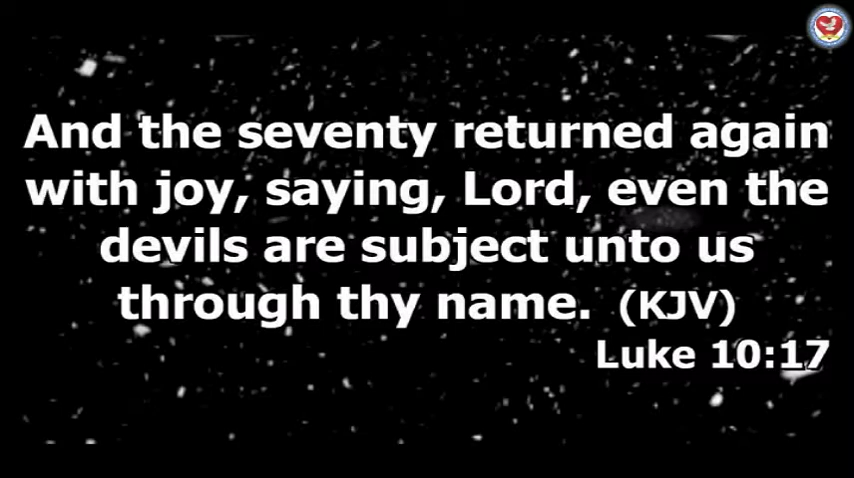 And the seventy returned again
with joy, saying, Lord, even the
devils are subject unto us
through thy name. (KJV)
Luke 10:17